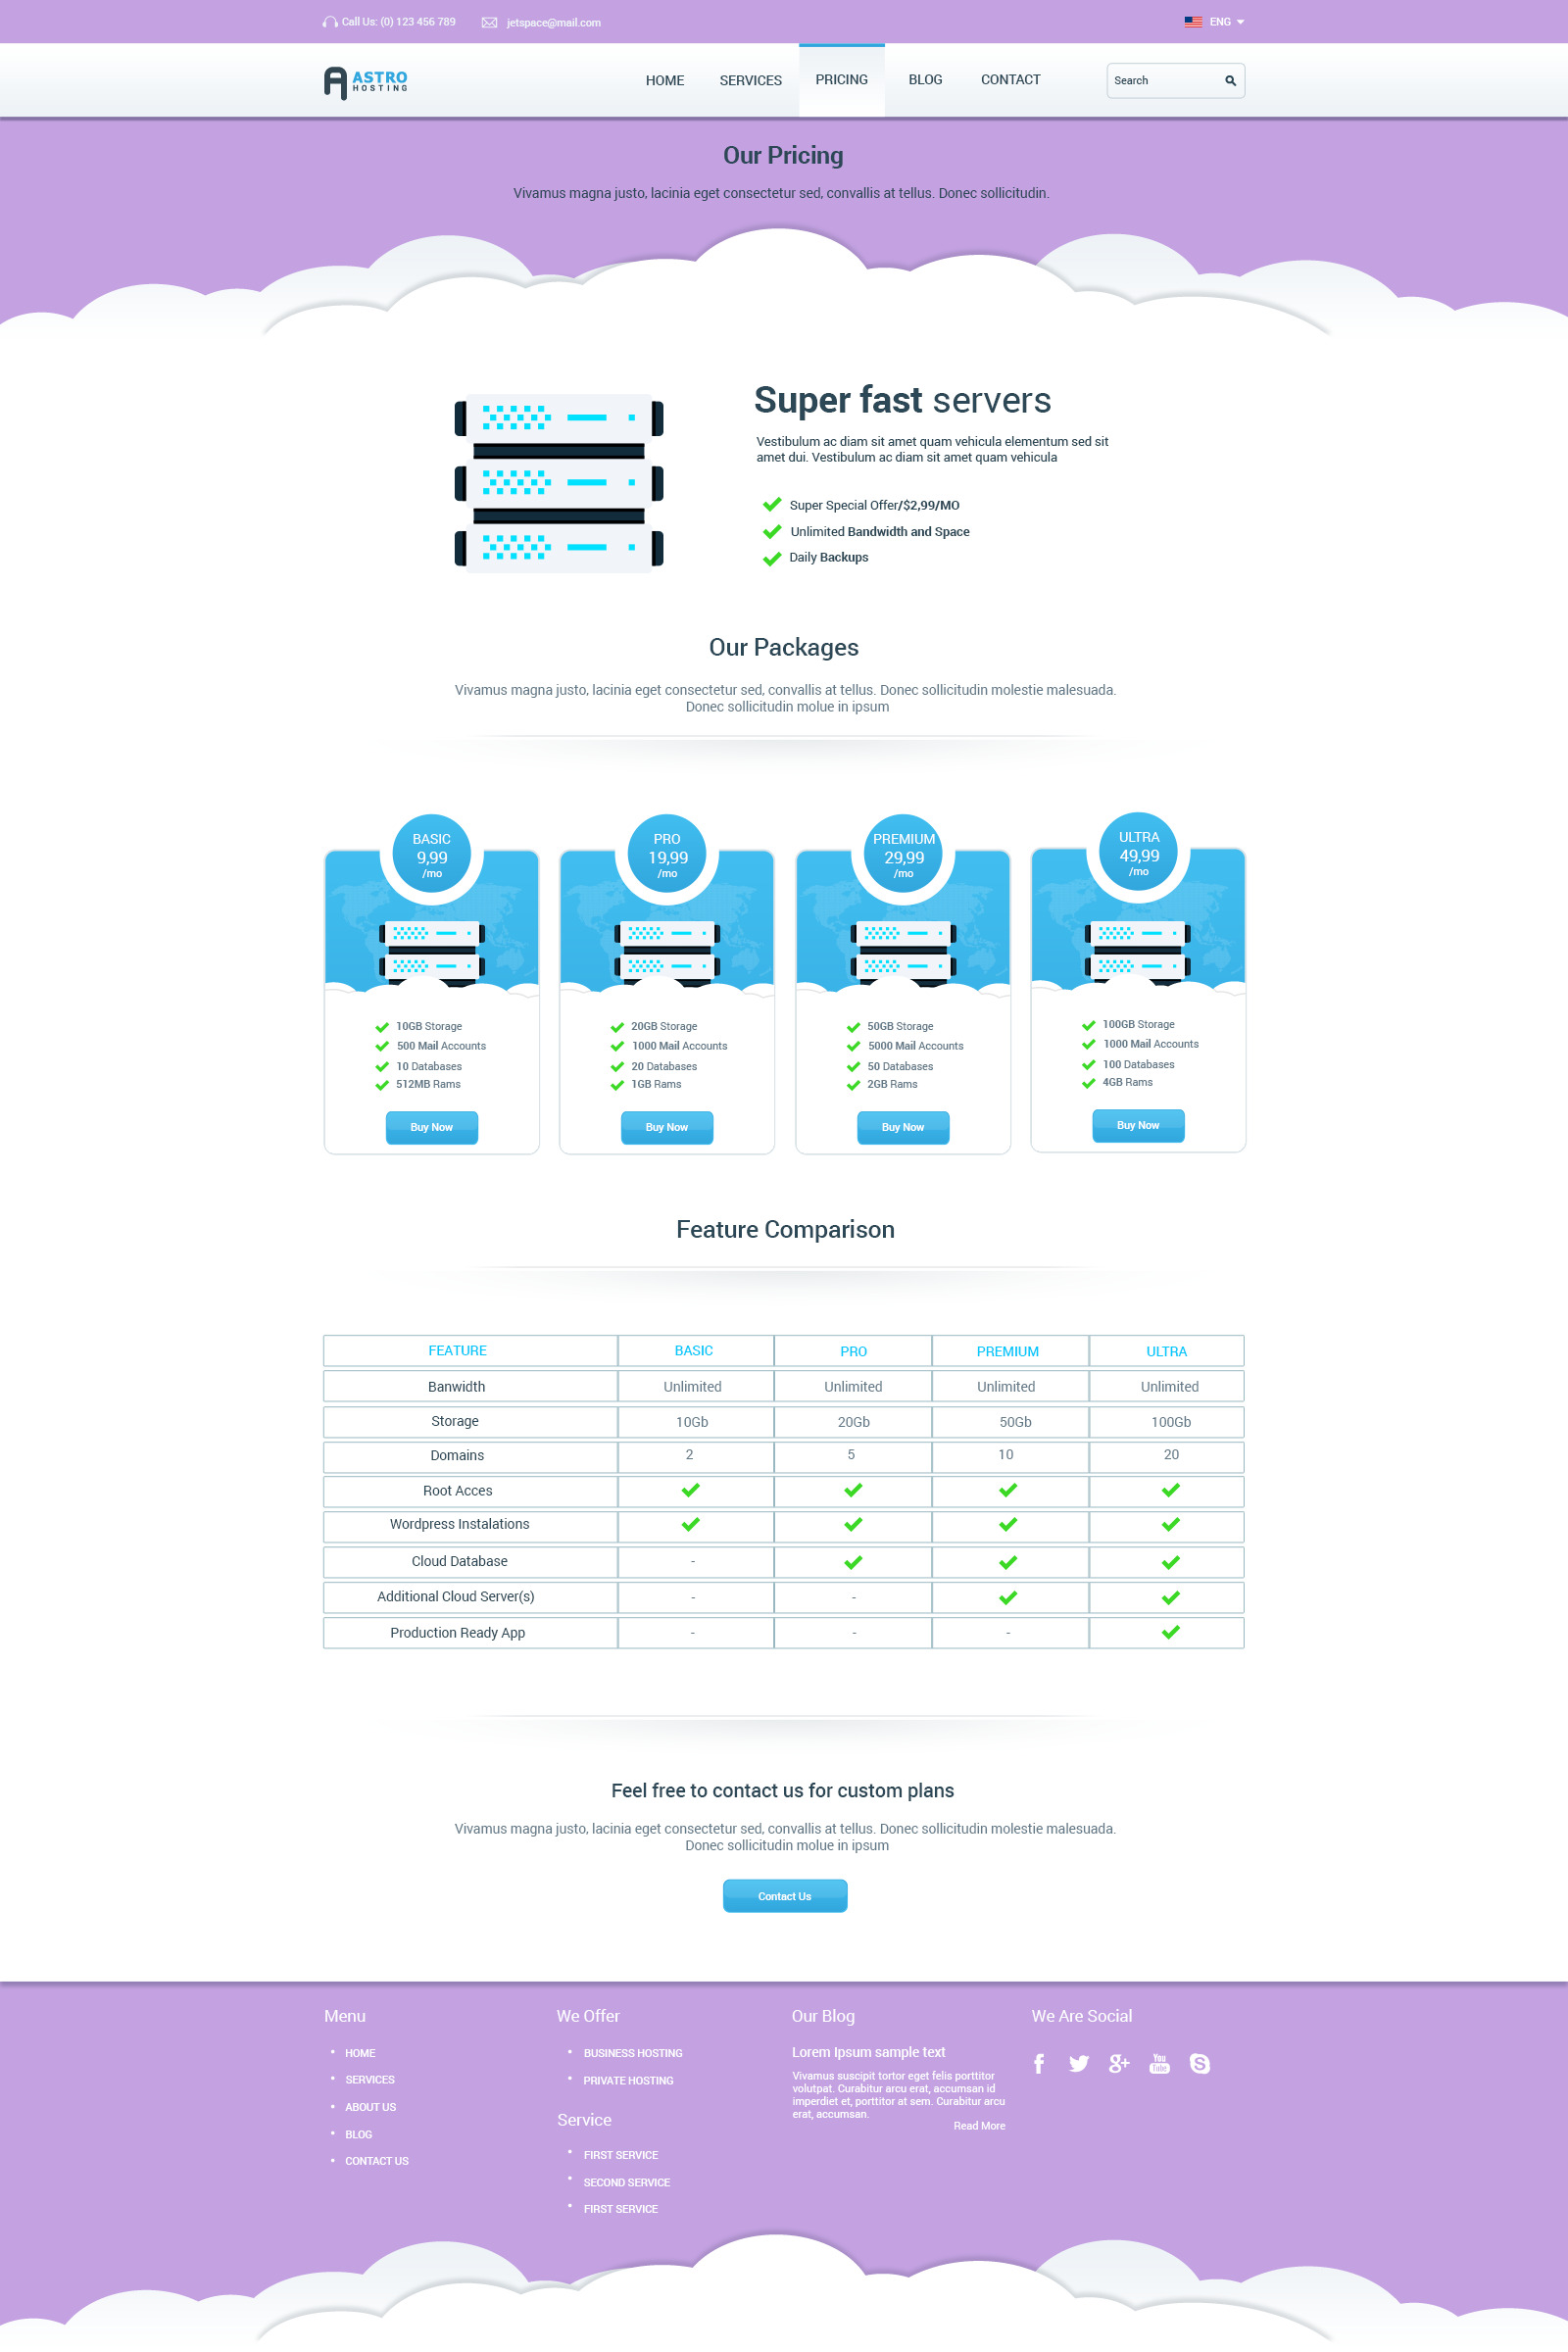 Call Us: (0) 123 456 789
jetspace@mail.com
ENG
ASTRO
HOSTING
HOME
SERVICES
PRICING
BLOG
CONTACT
Search
Our Pricing
Vivamus magna justo, lacinia eget consectetur sed, convallis at tellus. Donec sollicitudin.
Super fast servers
Vestibulum ac diam sit amet quam vehicula elementum sed sit
amet dui. Vestibulum ac diam sit amet quam vehicula
Super Special Offer/$2,99/MO
Unlimited Bandwidth and Space
Daily Backups
Our Packages
Vivamus magna justo, lacinia eget consectetur sed, convallis at tellus. Donec sollicitudin molestie malesuada.
Donec sollicitudin molue in ipsum
BASIC
9,99
/mo
10GB Storage
500 Mail Accounts
10 Databases
512MB Rams
Buy Now
PRO
19,99
/mo
20GB Storage
1000 Mail Accounts
20 Databases
1GB Rams
Buy Now
PREMIUM
29,99
/mo
50GB Storage
5000 Mail Accounts
50 Databases
2GB Rams
Buy Now
ULTRA
49,99
/mo
100GB Storage
1000 Mail Accounts
100 Databases
4GB Rams
Buy Now
Feature Comparison
FEATURE BASIC PRO PREMIUM ULTRA
Banwidth Unlimited Unlimited Unlimited Unlimited
Storage 10Gb 20Gb 50Gb 100Gb
Domains 2 5 10 20
Root Acces
Wordpress Instalations
Cloud Database -
Additional Cloud Server(s) - -
Production Ready App - - -
Feel free to contact us for custom plans
Vivamus magna justo, lacinia eget consectetur sed, convallis at tellus. Donec sollicitudin molestie malesuada.
Donec sollicitudin molue in ipsum
Contact Us
Menu
HOME
SERVICES
ABOUT US
BLOG
CONTACT US
We Offer
BUSINESS HOSTING
PRIVATE HOSTING
Service
FIRST SERVICE
SECOND SERVICE
FIRST SERVICE
Our Blog
Lorem Ipsum sample text
Vivamus suscipit tortor eget felis porttitor
volutpat. Curabitur arcu erat, accumsan id
imperdiet et, porttitor at sem. Curabitur arcu
erat, accumsan.
Read More
We Are Social
You
Tube